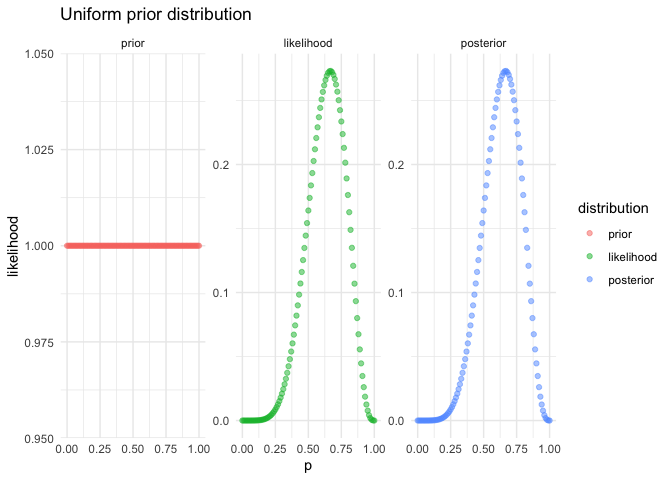 Uniform prior distribution
prior
likelihood
posterior
1.050
1.025
1.000
0.975
0.950
0.2
0.1
0.0
0.2
0.1
0.0
0.00 0.25 0.50 0.75 1.00
0.00 0.25 0.50 0.75 1.00
0.00 0.25 0.50 0.75 1.00
likelihood
p
distribution
prior
likelihood
posterior